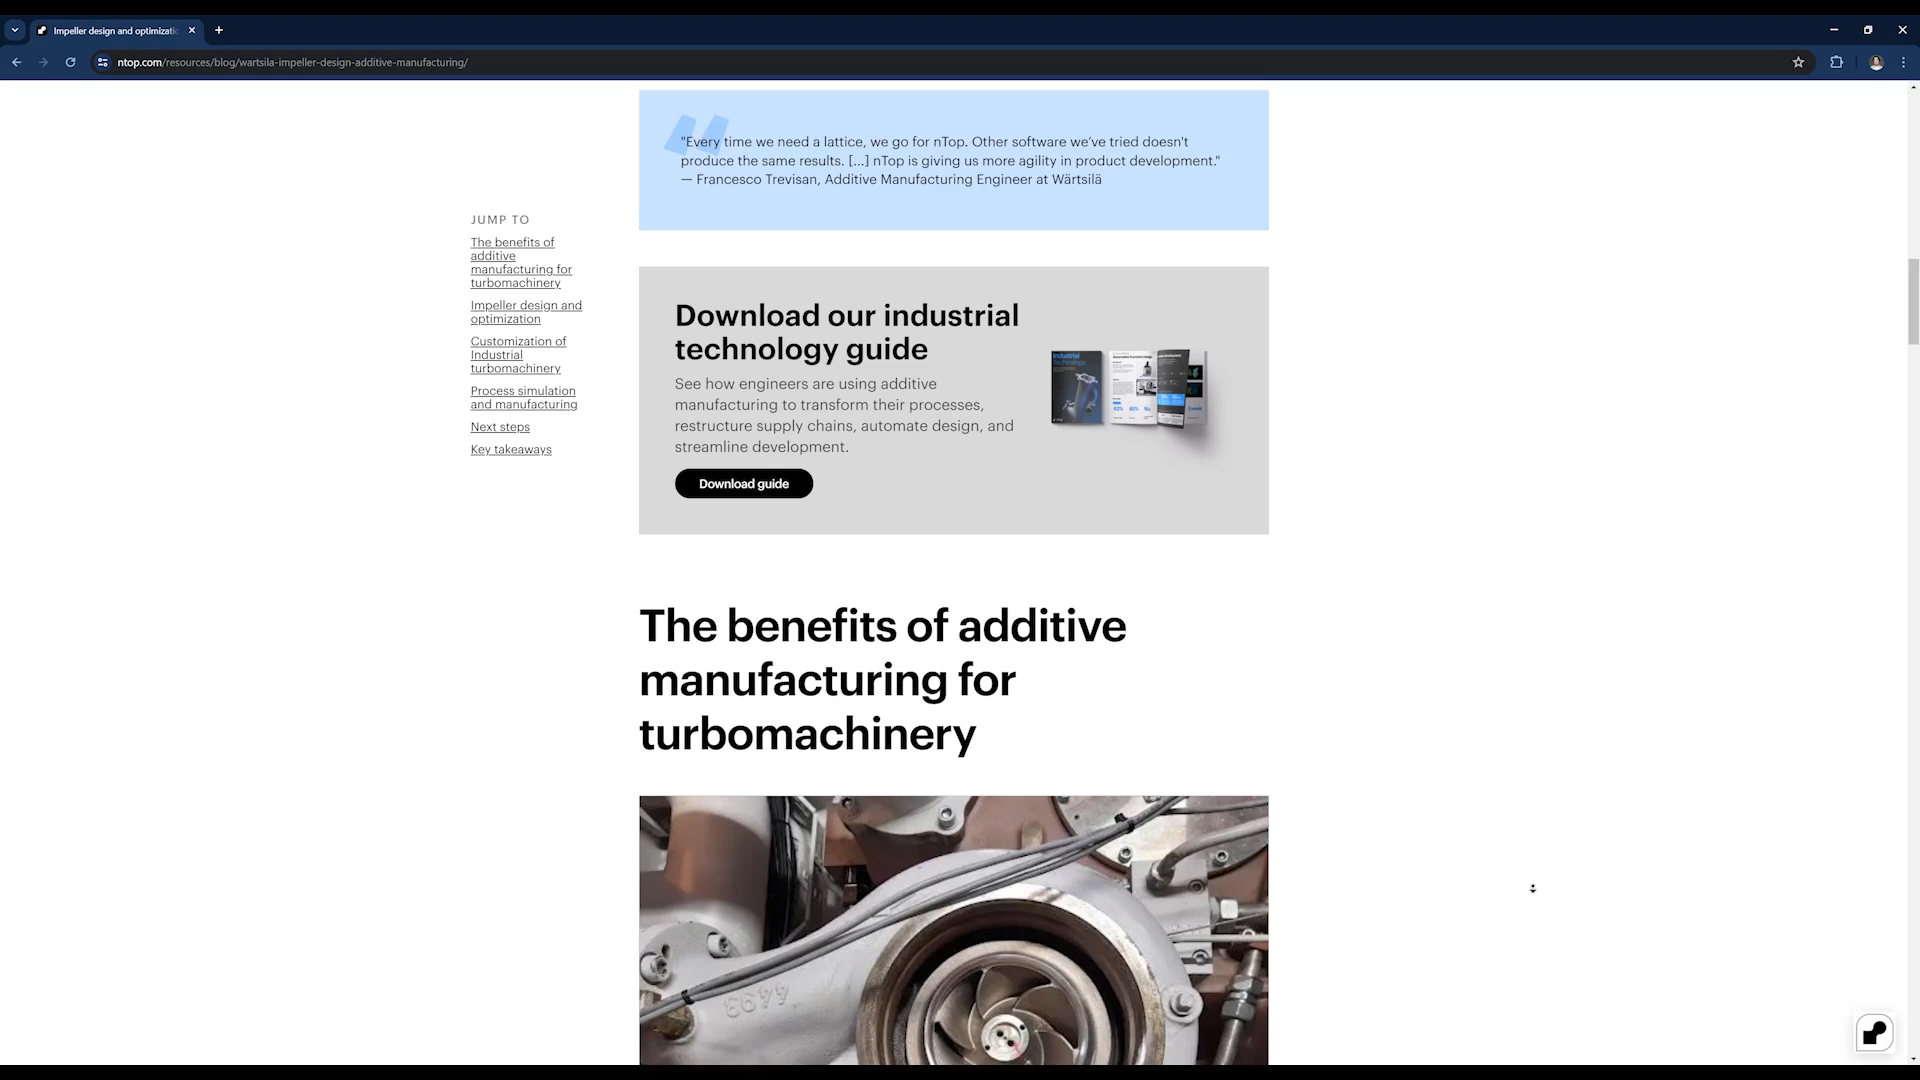 Impeller design and optimizati
ntop.com/resources/blog/wartsila-impeller-design-additive-manufacturing/
"Every time we need a lattice, we go for nTop. Other software we've tried doesn't
produce the same results. [...] nTop is giving us more agility in product development."
— Francesco Trevisan, Additive Manufacturing Engineer at Wärtsilä
JUMP TO
The benefits of
additive
manufacturing for
turbomachinery
Impeller design and
optimization
Customization of
Industrial
turbomachinery
Process simulation
and manufacturing
Next steps
Key takeaways
Download our industrial
technology guide
See how engineers are using additive
manufacturing to transform their processes,
restructure supply chains, automate design, and
streamline development.
Download guide
Industrial
The benefits of additive
manufacturing for
turbomachinery